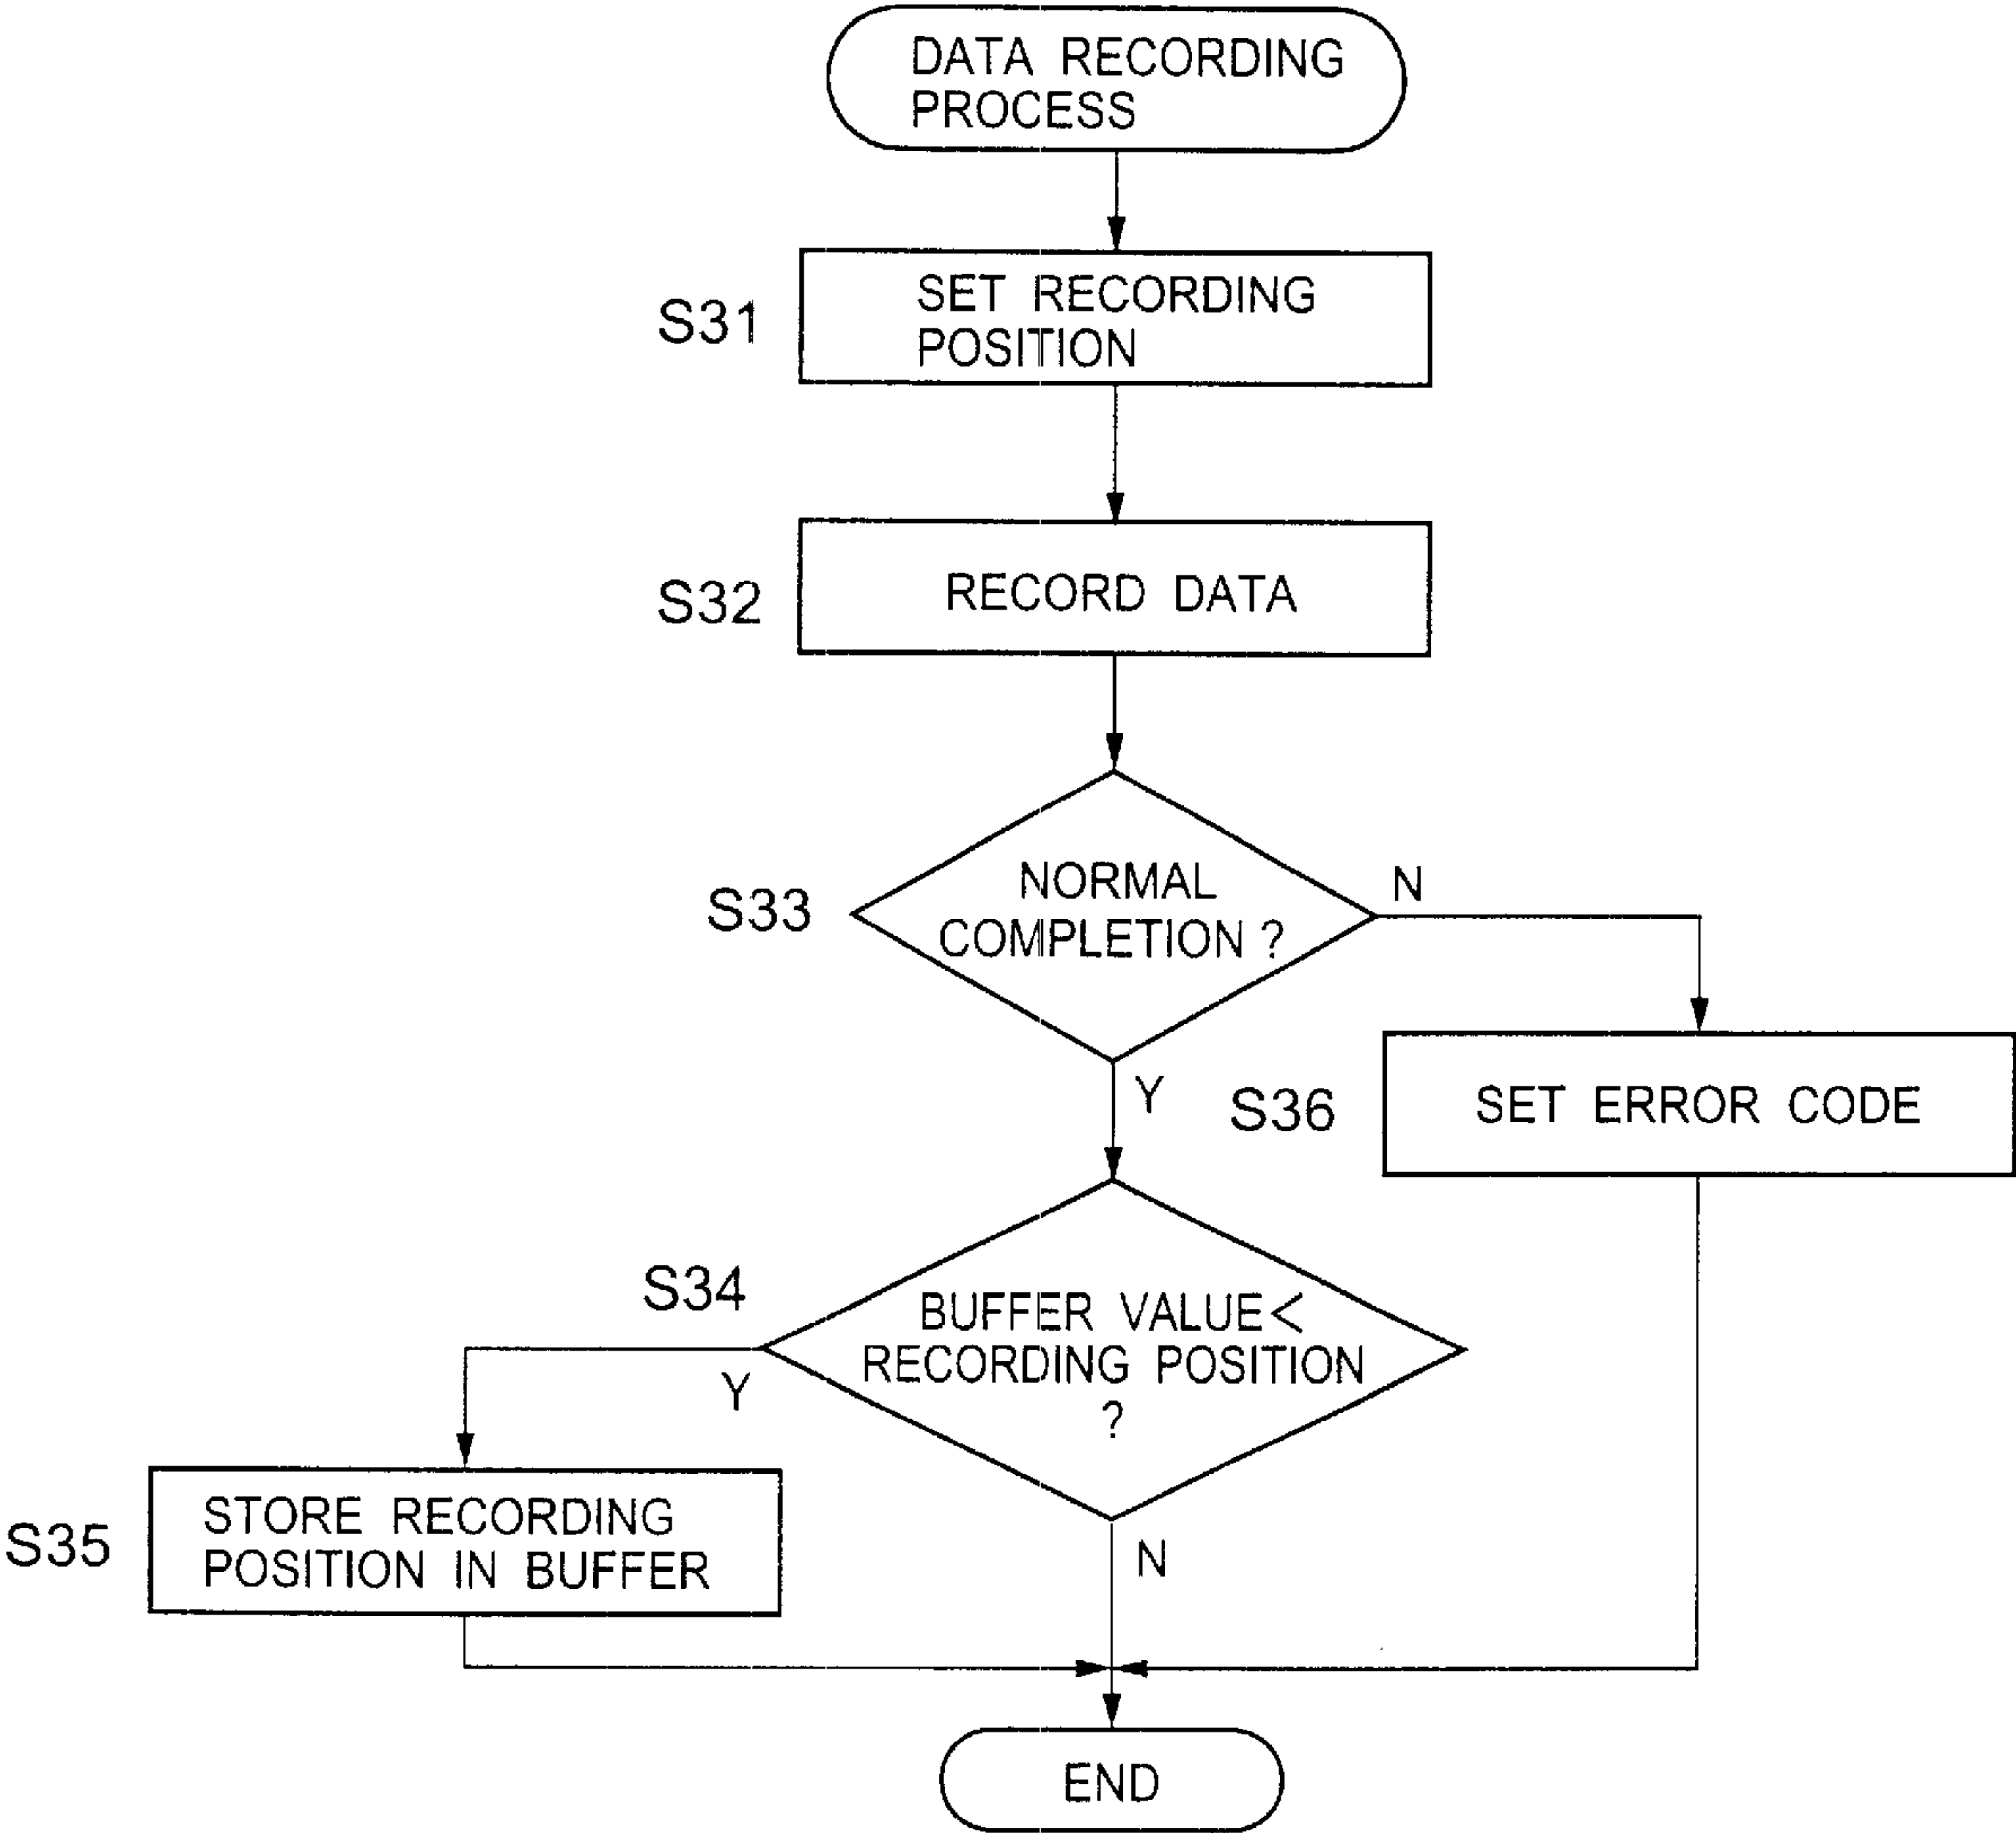 DATA RECORDING
PROCESS
S31
SET RECORDING
POSITION
S32
RECORD DATA
S33
NORMAL
COMPLETION ?
N
Y
S36
SET ERROR CODE
S34
BUFFER VALUE<
RECORDING POSITION
?
Y
S35
STORE RECORDING
POSITION IN BUFFER
N
END